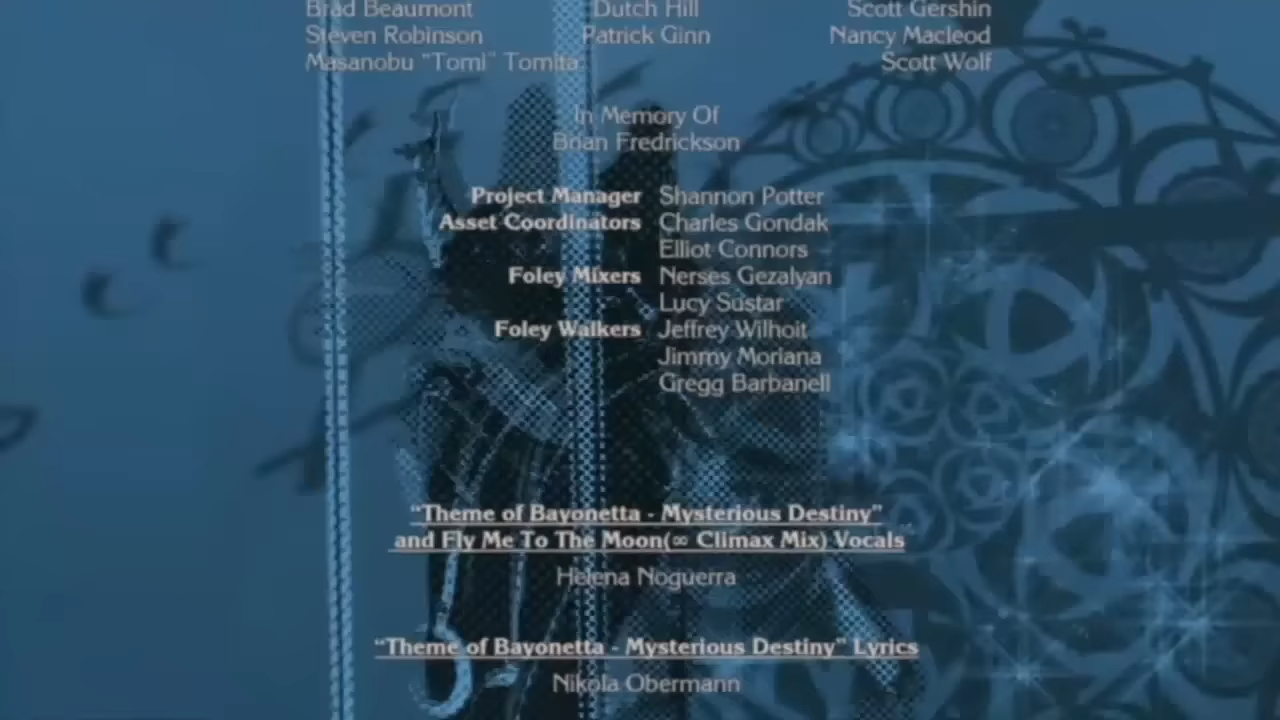 Brad Beaumont Dutch Hill Scott Gershin
Steven Robinson Patrick Ginn Nancy Macleod
Masanobu "Tomi" Tomita Scott Wolf
In Memory Of
Brian Fredrickson
Project Manager Shannon Potter
Asset Coordinators Charles Gondak
Elliot Connors
Foley Mixers Nerses Gezalyan
Lucy Sustar
Foley Walkers Jeffrey Wilhoit
Jimmy Moriana
Gregg Barbanell
"Theme of Bayonetta - Mysterious Destiny"
and Fly Me To The Moon(∞ Climax Mix) Vocals
Helena Noguerra
"Theme of Bayonetta - Mysterious Destiny" Lyrics
Nikola Obermann